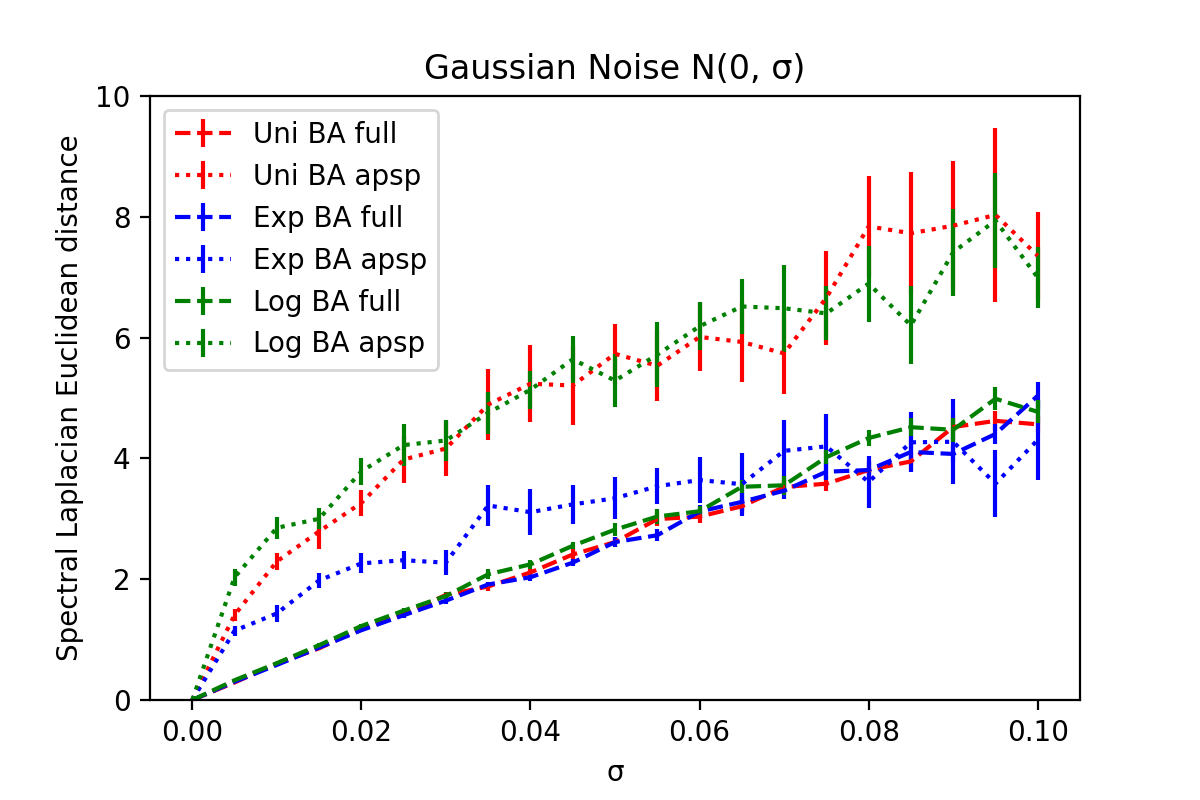 Gaussian Noise N(0, σ)
Spectral Laplacian Euclidean distance
10
8
6
4
2
0
Uni BA full
Uni BA apsp
Exp BA full
Exp BA apsp
Log BA full
Log BA apsp
0.00 0.02 0.04 0.06 0.08 0.10
σ